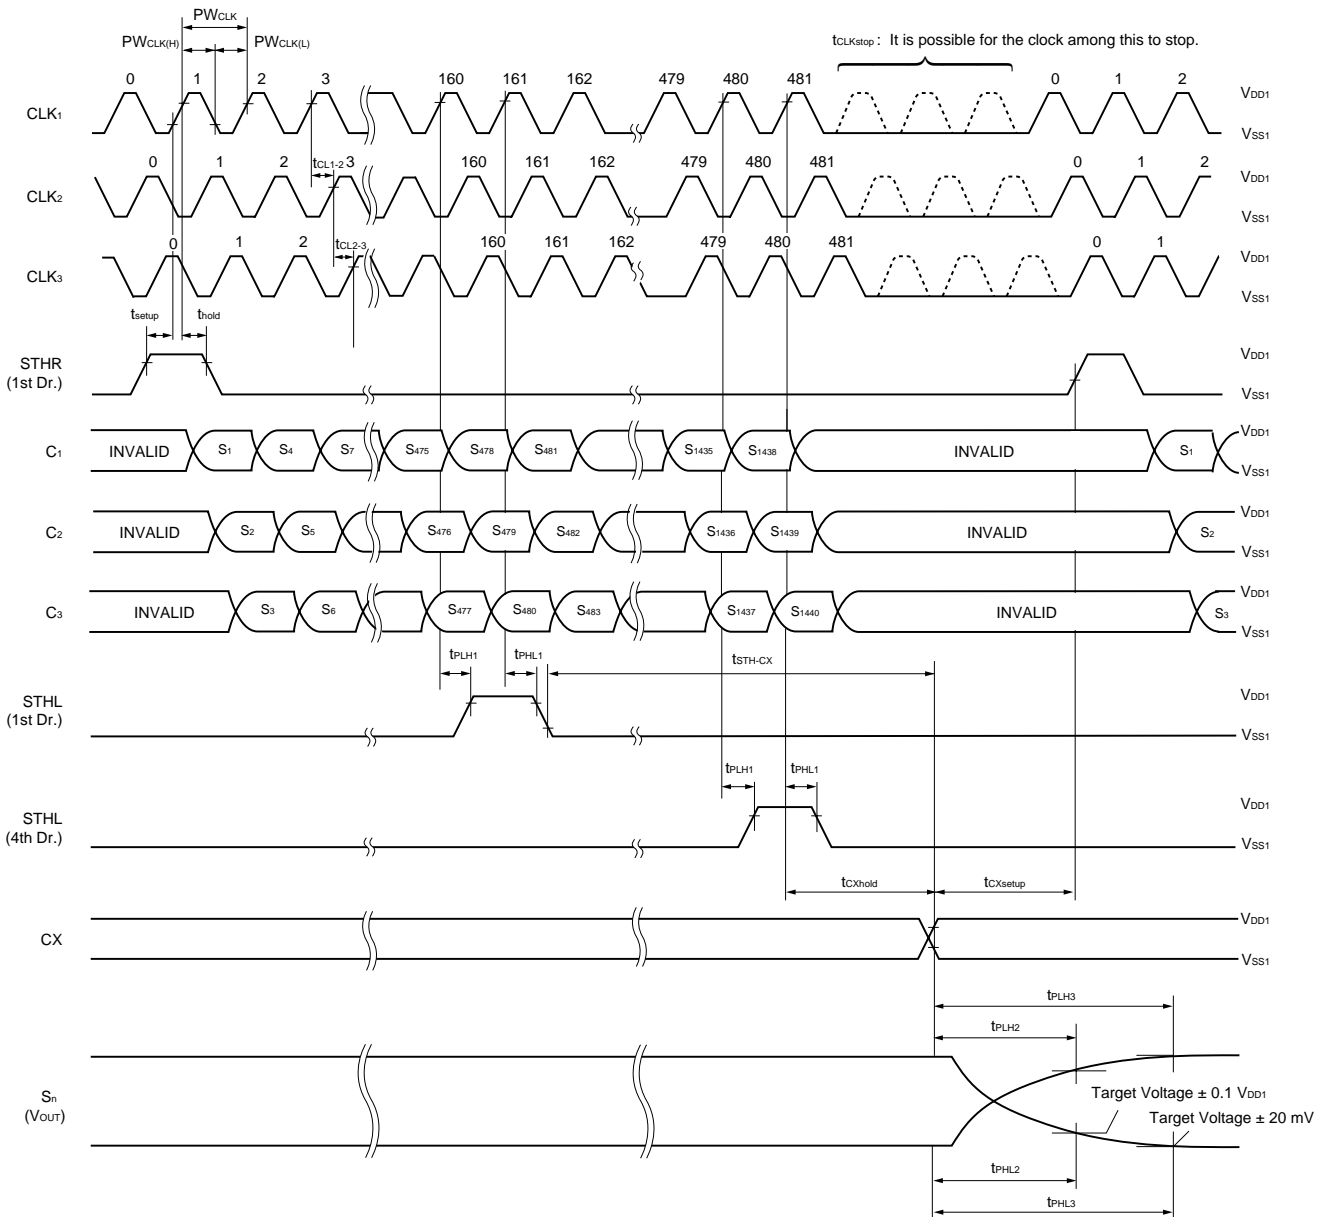 PWCLK
PWCLK(H) PWCLK(L)
tCLKstop : It is possible for the clock among this to stop.
0 1 2 3 160 161 162 479 480 481 0 1 2
CLK1 VDD1
VSS1
0 1 2 tCL1-2 3 160 161 162 479 480 481 0 1 2
CLK2 VDD1
VSS1
0 1 2 tCL2-3 160 161 162 479 480 481 0 1
CLK3 VDD1
VSS1
tsetup thold
STHR
(1st Dr.)
VDD1
VSS1
C1 INVALID S1 S4 S7 S475 S478 S481 S1435 S1438 INVALID S1
VDD1
VSS1
C2 INVALID S2 S5 S476 S479 S482 S1436 S1439 INVALID S2
VDD1
VSS1
C3 INVALID S3 S6 S477 S480 S483 S1437 S1440 INVALID S3
VDD1
VSS1
tPLH1 tPHL1 tSTH-CX
STHL
(1st Dr.)
VDD1
VSS1
tPLH1 tPHL1
STHL
(4th Dr.)
VDD1
VSS1
tCXhold tCXsetup
CX
VDD1
VSS1
tPLH3
tPLH2
Sn
(VOUT)
Target Voltage ± 0.1 VDD1
Target Voltage ± 20 mV
tPHL2
tPHL3